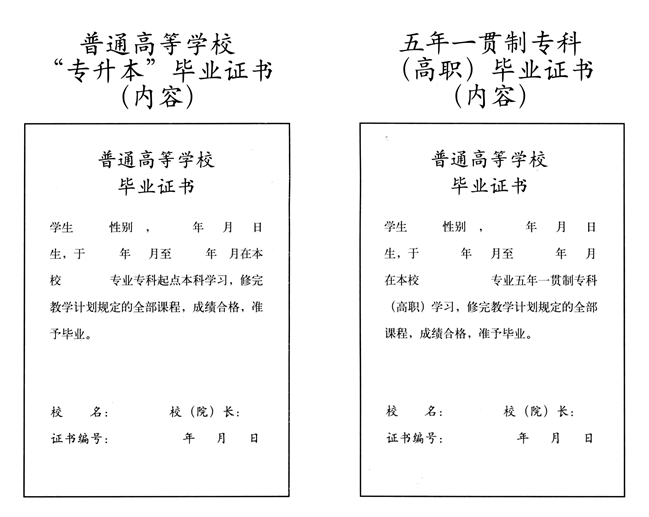 普通高等学校
“专升本”毕业证书
（内容）
普通高等学校
毕业证书
学生 性别 ， 年 月 日
生，于 年 月至 年 月在本
校 专业专科起点本科学习，修完
教学计划规定的全部课程，成绩合格，准
予毕业。
校 名： 校（院）长：
证书编号： 年 月 日
五年一贯制专科
（高职）毕业证书
（内容）
普通高等学校
毕业证书
学生 性别 ， 年 月 日
生，于 年 月至 年 月
在本校 专业五年一贯制专科
（高职）学习，修完教学计划规定的全部
课程，成绩合格，准予毕业。
校 名： 校（院）长：
证书编号： 年 月 日